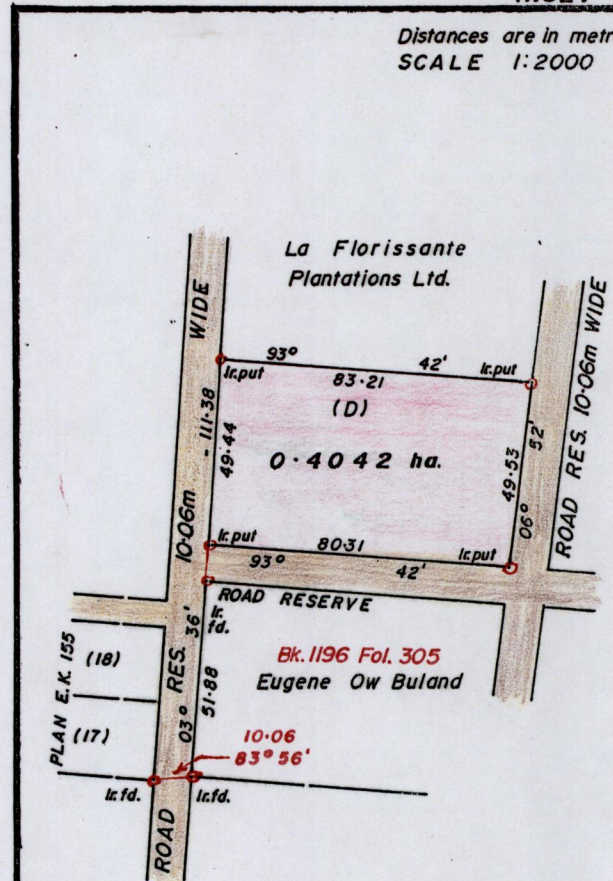 Distances are in metr
SCALE 1:2000
La Florissante
Plantations Ltd.
WIDE
ROAD RES. 10·06m WIDE
93° 42'
Ir.put Ir.put
83·21
(D)
- 111·38
49·44
0·4042 ha.
49·53
06° 52'
10·06m
Ir.put
80·31
Ir.put
93° 42'
ROAD RESERVE
Ir.
fd.
ROAD RES.
03° 36'
51·88
Bk.1196 Fol. 305
Eugene Ow Buland
PLAN E.K. 155
(18)
(17)
10·06
83° 56'
Ir.fd. Ir.fd.